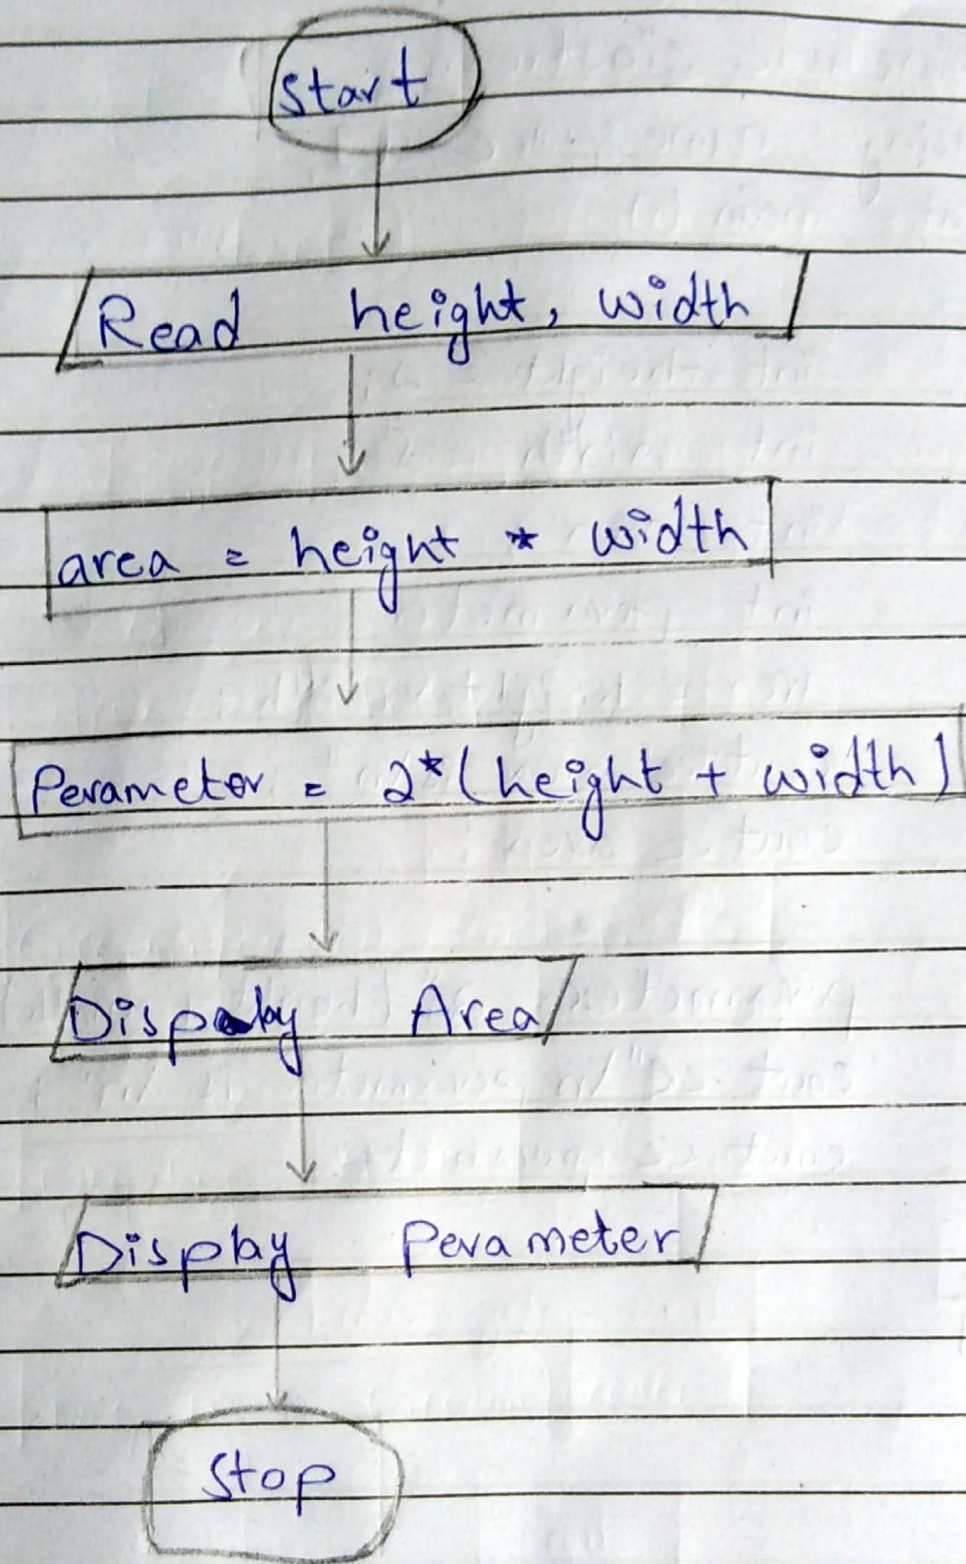 Start
Read height, width
area = height * width
Perameter = 2*(height + width)
Display Area
Display Perameter
Stop